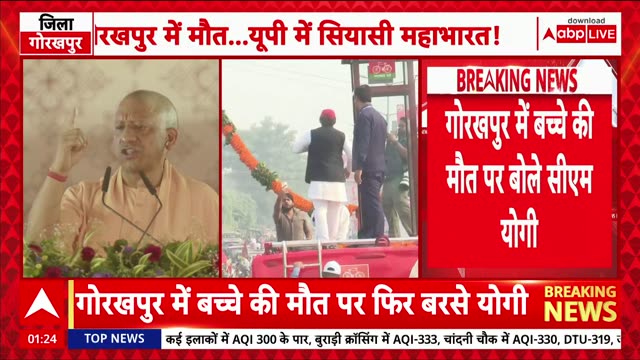 जिला
गोरखपुर
गोरखपुर में मौत...यूपी में सियासी महाभारत!
download
abp LIVE
BREAKING NEWS
गोरखपुर में बच्चे की
मौत पर बोले सीएम
योगी
गोरखपुर में बच्चे की मौत पर फिर बरसे योगी
BREAKING
NEWS
01:24
TOP NEWS
कई इलाकों में AQI 300 के पार, बुराड़ी क्रॉसिंग में AQI-333, चांदनी चौक में AQI-330, DTU-319,